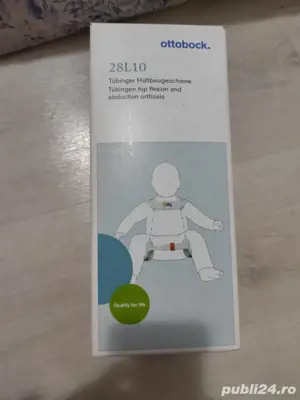 ottobock.
28L10
Tübinger Hüftbeugeschiene
Tübingen hip flexion and
abduction orthosis
Quality for life
publi24.ro